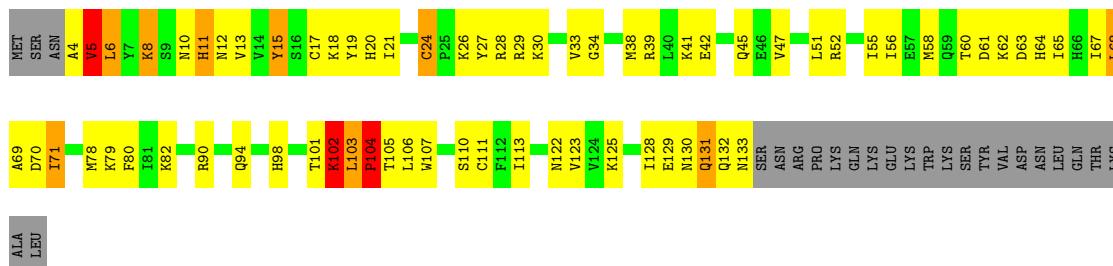 MET SER ASN A4 V5 L6 Y7 K8 S9 N10 H11 N12 V13 V14 Y15 S16 C17 K18 Y19 H20 I21 C24 P25 K26 Y27 R28 R29 K30 V33 G34 M38 R39 L40 K41 E42 Q45 E46 V47 L51 R52 I55 I56 E57 M58 Q59 T60 D61 K62 D63 H64 I65 H66 I67
A69 D70 I71 M78 K79 F80 I81 K82 R90 Q94 H98 T101 K102 L103 P104 T105 L106 W107 S110 C111 F112 I113 N122 V123 V124 K125 I128 E129 N130 Q131 Q132 N133 SER ASN ARG PRO LYS GLN LYS GLU LYS TRP LYS SER TYR VAL ASP ASN LEU GLN THR
ALA LEU